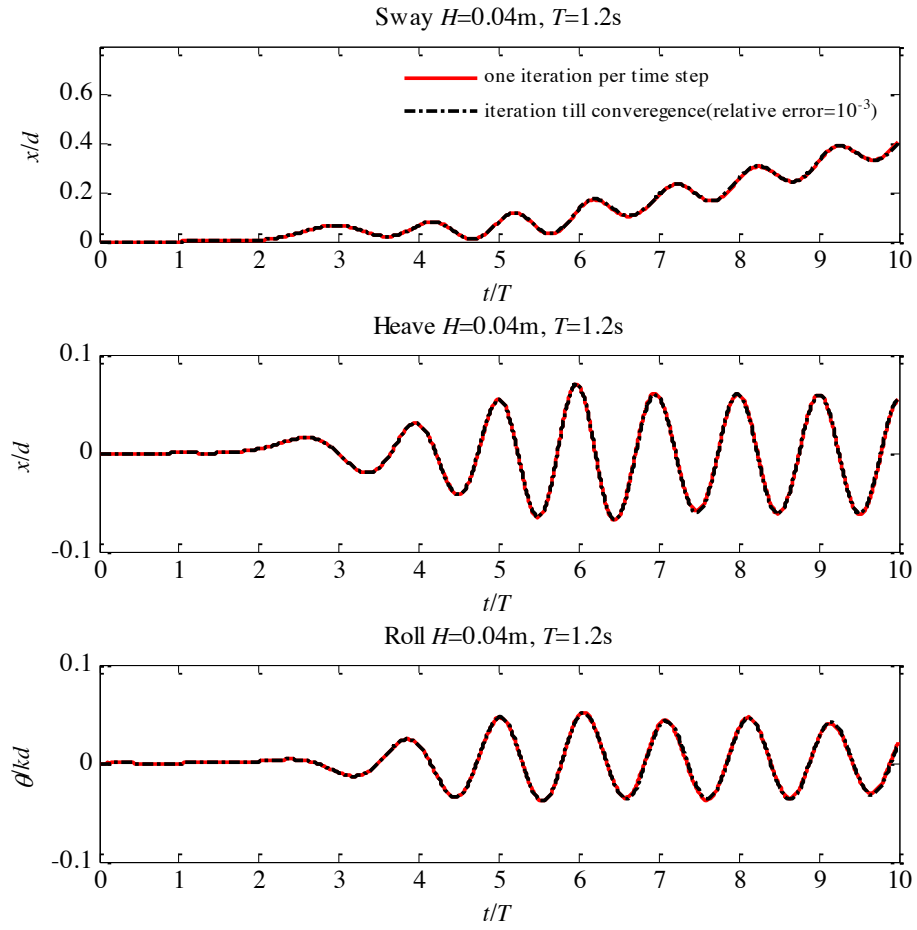 Sway H=0.04m, T=1.2s
one iteration per time step
iteration till converegence(relative error=10⁻³)
0.6
0.4
0.2
0
x/d
0 1 2 3 4 5 6 7 8 9 10
t/T
Heave H=0.04m, T=1.2s
0.1
0
-0.1
x/d
0 1 2 3 4 5 6 7 8 9 10
t/T
Roll H=0.04m, T=1.2s
0.1
0
-0.1
θ/kd
0 1 2 3 4 5 6 7 8 9 10
t/T